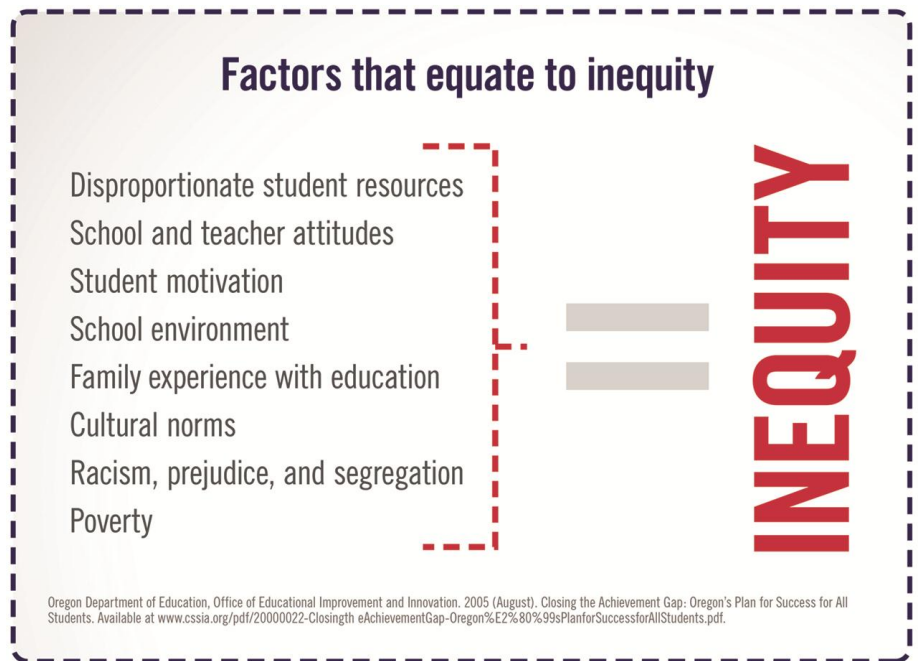 Factors that equate to inequity
Disproportionate student resources
School and teacher attitudes
Student motivation
School environment
Family experience with education
Cultural norms
Racism, prejudice, and segregation
Poverty
INEQUITY
Oregon Department of Education, Office of Educational Improvement and Innovation. 2005 (August). Closing the Achievement Gap: Oregon's Plan for Success for All
Students. Available at www.cssia.org/pdf/20000022-Closingth eAchievementGap-Oregon%E2%80%99sPlanforSuccessforAllStudents.pdf.